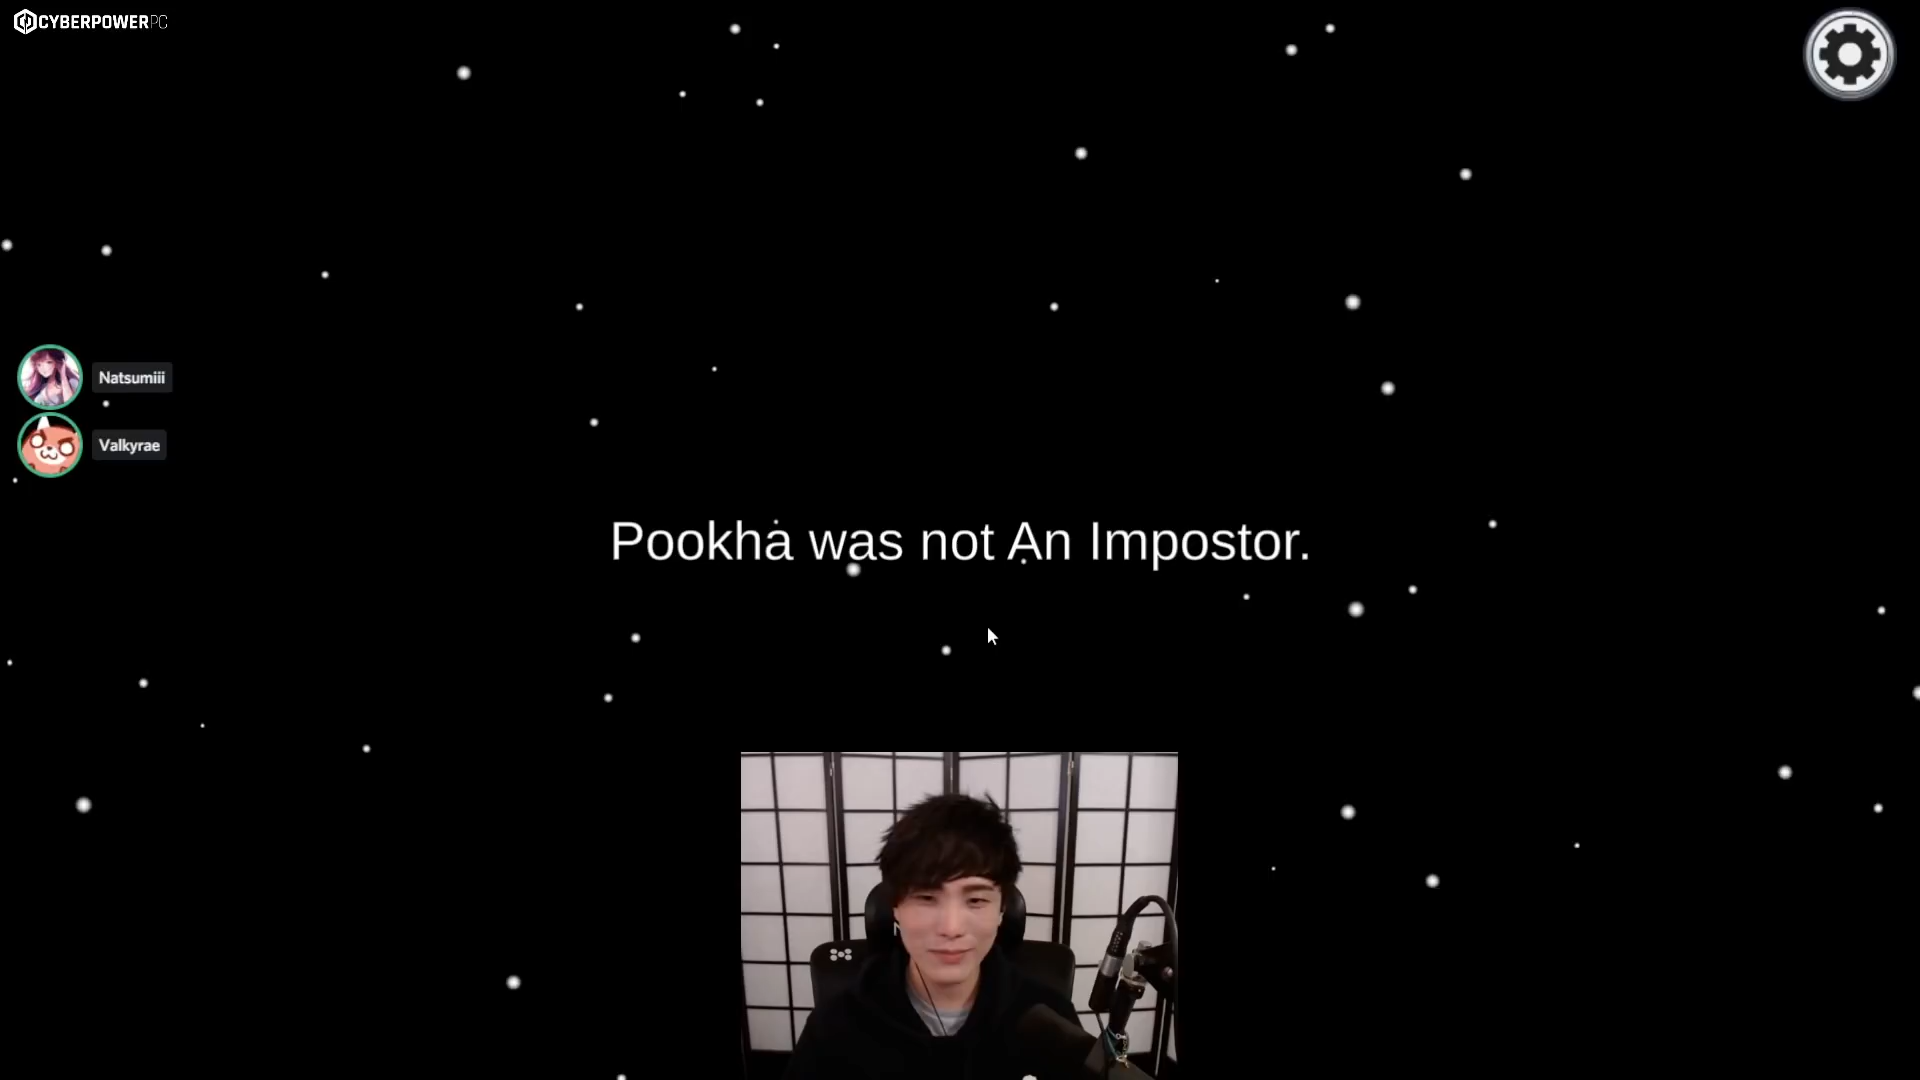 CYBERPOWERPC
Natsumiii
Valkyrae
Pookha was not An Impostor.